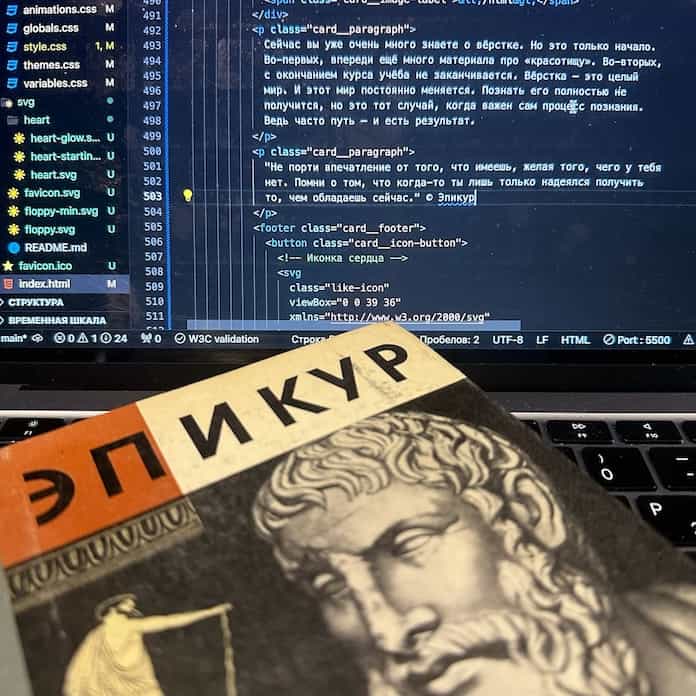 animations.css M
globals.css M
style.css 1, M
themes.css M
variables.css M
svg
heart
heart-glow.s... U
heart-startin... U
heart.svg U
favicon.svg U
floppy-min.svg U
floppy.svg U
README.md
favicon.ico U
index.html M
СТРУКТУРА
ВРЕМЕННАЯ ШКАЛА
491 </div>
492 <p class="card__paragraph">
493 Сейчас вы уже очень много знаете о вёрстке. Но это только начало.
494 Во-первых, впереди ещё много материала про «красотищу». Во-вторых,
495 с окончанием курса учёба не заканчивается. Вёрстка — это целый
496 мир. И этот мир постоянно меняется. Познать его полностью не
497 получится, но это тот случай, когда важен сам процесс познания.
498 Ведь часто путь — и есть результат.
499 </p>
500 <p class="card__paragraph">
501 "Не порти впечатление от того, что имеешь, желая того, чего у тебя
502 нет. Помни о том, что когда-то ты лишь только надеялся получить
503 то, чем обладаешь сейчас." © Эпикур
504 </p>
505 <footer class="card__footer">
506 <button class="card__icon-button">
507 <!-- Иконка сердца -->
508 <svg
509 class="like-icon"
510 viewBox="0 0 39 36"
511 xmlns="http://www.w3.org/2000/svg"
main* 0 1 24 0 W3C validation Строка Пробелов: 2 UTF-8 LF HTML Port : 5500
F1 F9 F10
) 0 P
ЭПИКУР